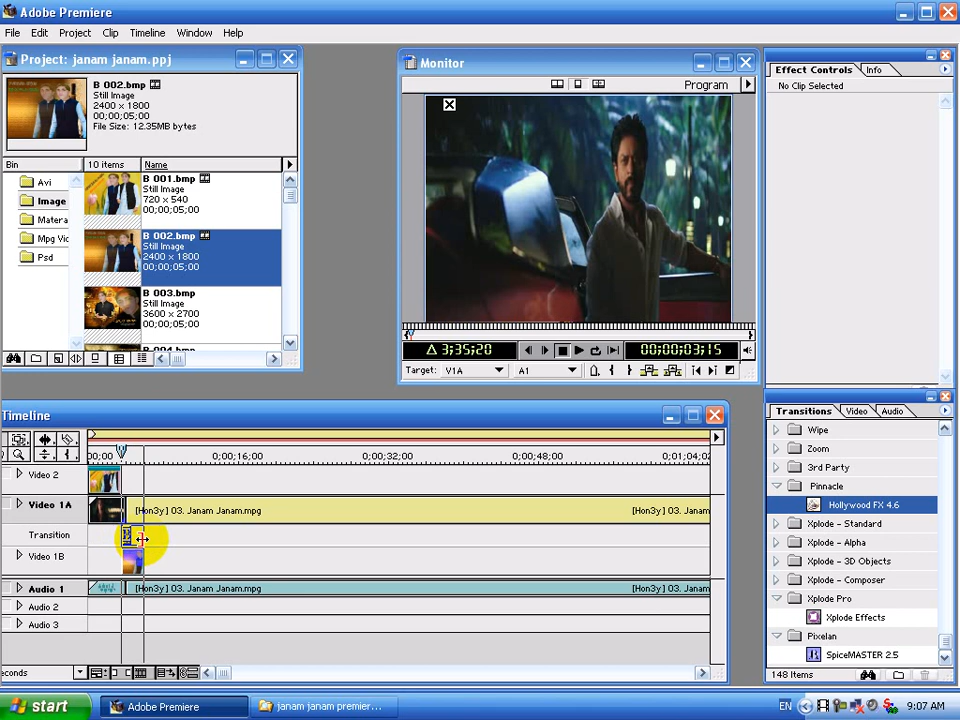 Adobe Premiere
File Edit Project Clip Timeline Window Help
Project: janam janam.ppj
B 002.bmp
Still Image
2400 x 1800
00;00;05;00
File Size: 12.35MB bytes
Bin 10 items Name
Avi
Image
Matera
Mpg Vid
Psd
B 001.bmp
Still Image
720 x 540
00;00;05;00
B 002.bmp
Still Image
2400 x 1800
00;00;05;00
B 003.bmp
Still Image
3600 x 2700
00;00;05;00
Monitor
Program
Δ 3;35;20
00;00;03;15
Target: V1A A1
Effect Controls Info
No Clip Selected
Timeline
00;00 0;00;16;00 0;00;32;00 0;00;48;00 0;01;04;02
Video 2
Video 1A
[Hon3y] 03. Janam Janam.mpg [Hon3y] 03. Janam
Transition
Video 1B
Audio 1
[Hon3y] 03. Janam Janam.mpg [Hon3y] 03. Janam
Audio 2
Audio 3
econds
Transitions Video Audio
Wipe
Zoom
3rd Party
Pinnacle
Hollywood FX 4.6
Xplode - Standard
Xplode - Alpha
Xplode - 3D Objects
Xplode - Composer
Xplode Pro
Xplode Effects
Pixelan
SpiceMASTER 2.5
148 Items
start Adobe Premiere janam janam premier... EN 9:07 AM